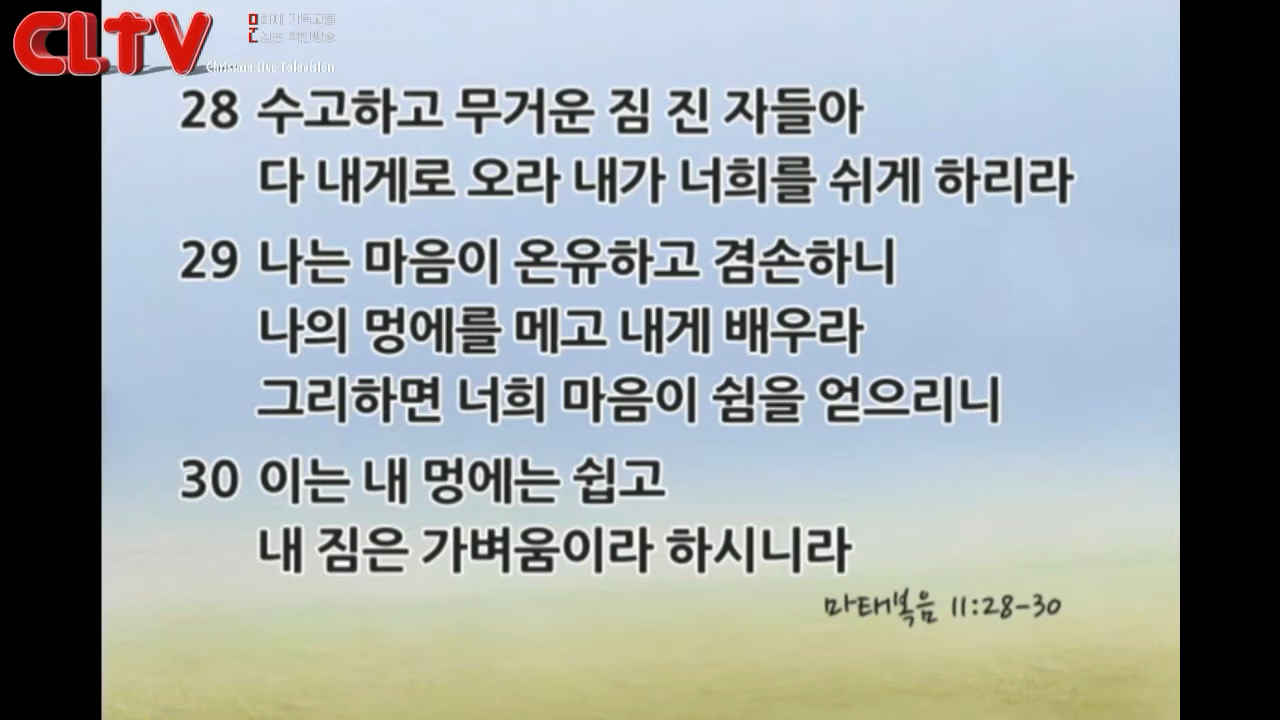 CLTV
Christian Live Television
28 수고하고 무거운 짐 진 자들아
다 내게로 오라 내가 너희를 쉬게 하리라
29 나는 마음이 온유하고 겸손하니
나의 멍에를 메고 내게 배우라
그리하면 너희 마음이 쉼을 얻으리니
30 이는 내 멍에는 쉽고
내 짐은 가벼움이라 하시니라
마태복음 11:28-30